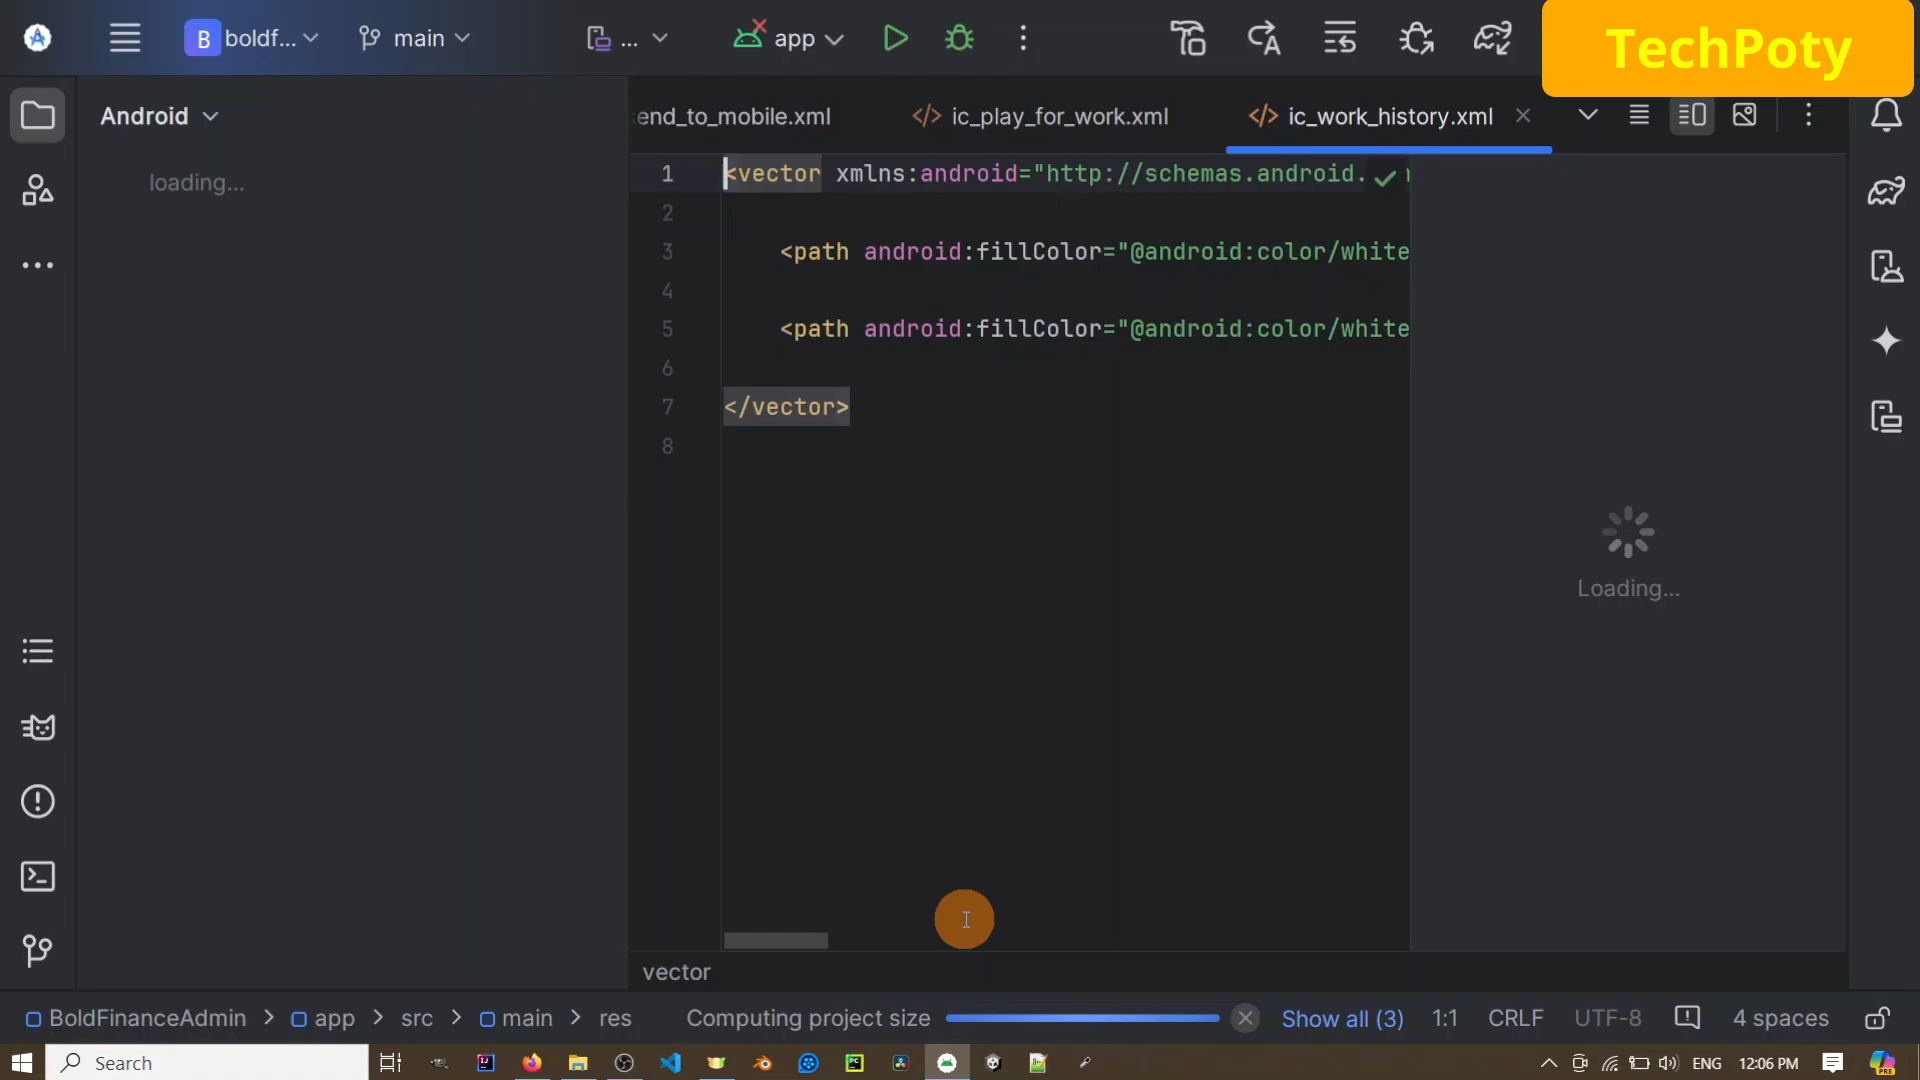 B boldf... main ... app TechPoty
Android
end_to_mobile.xml ic_play_for_work.xml ic_work_history.xml
loading...
1 <vector xmlns:android="http://schemas.android.
2
3 <path android:fillColor="@android:color/white
4
5 <path android:fillColor="@android:color/white
6
7 </vector>
8
Loading...
vector
BoldFinanceAdmin > app > src > main > res Computing project size Show all (3) 1:1 CRLF UTF-8 4 spaces
Search ENG 12:06 PM